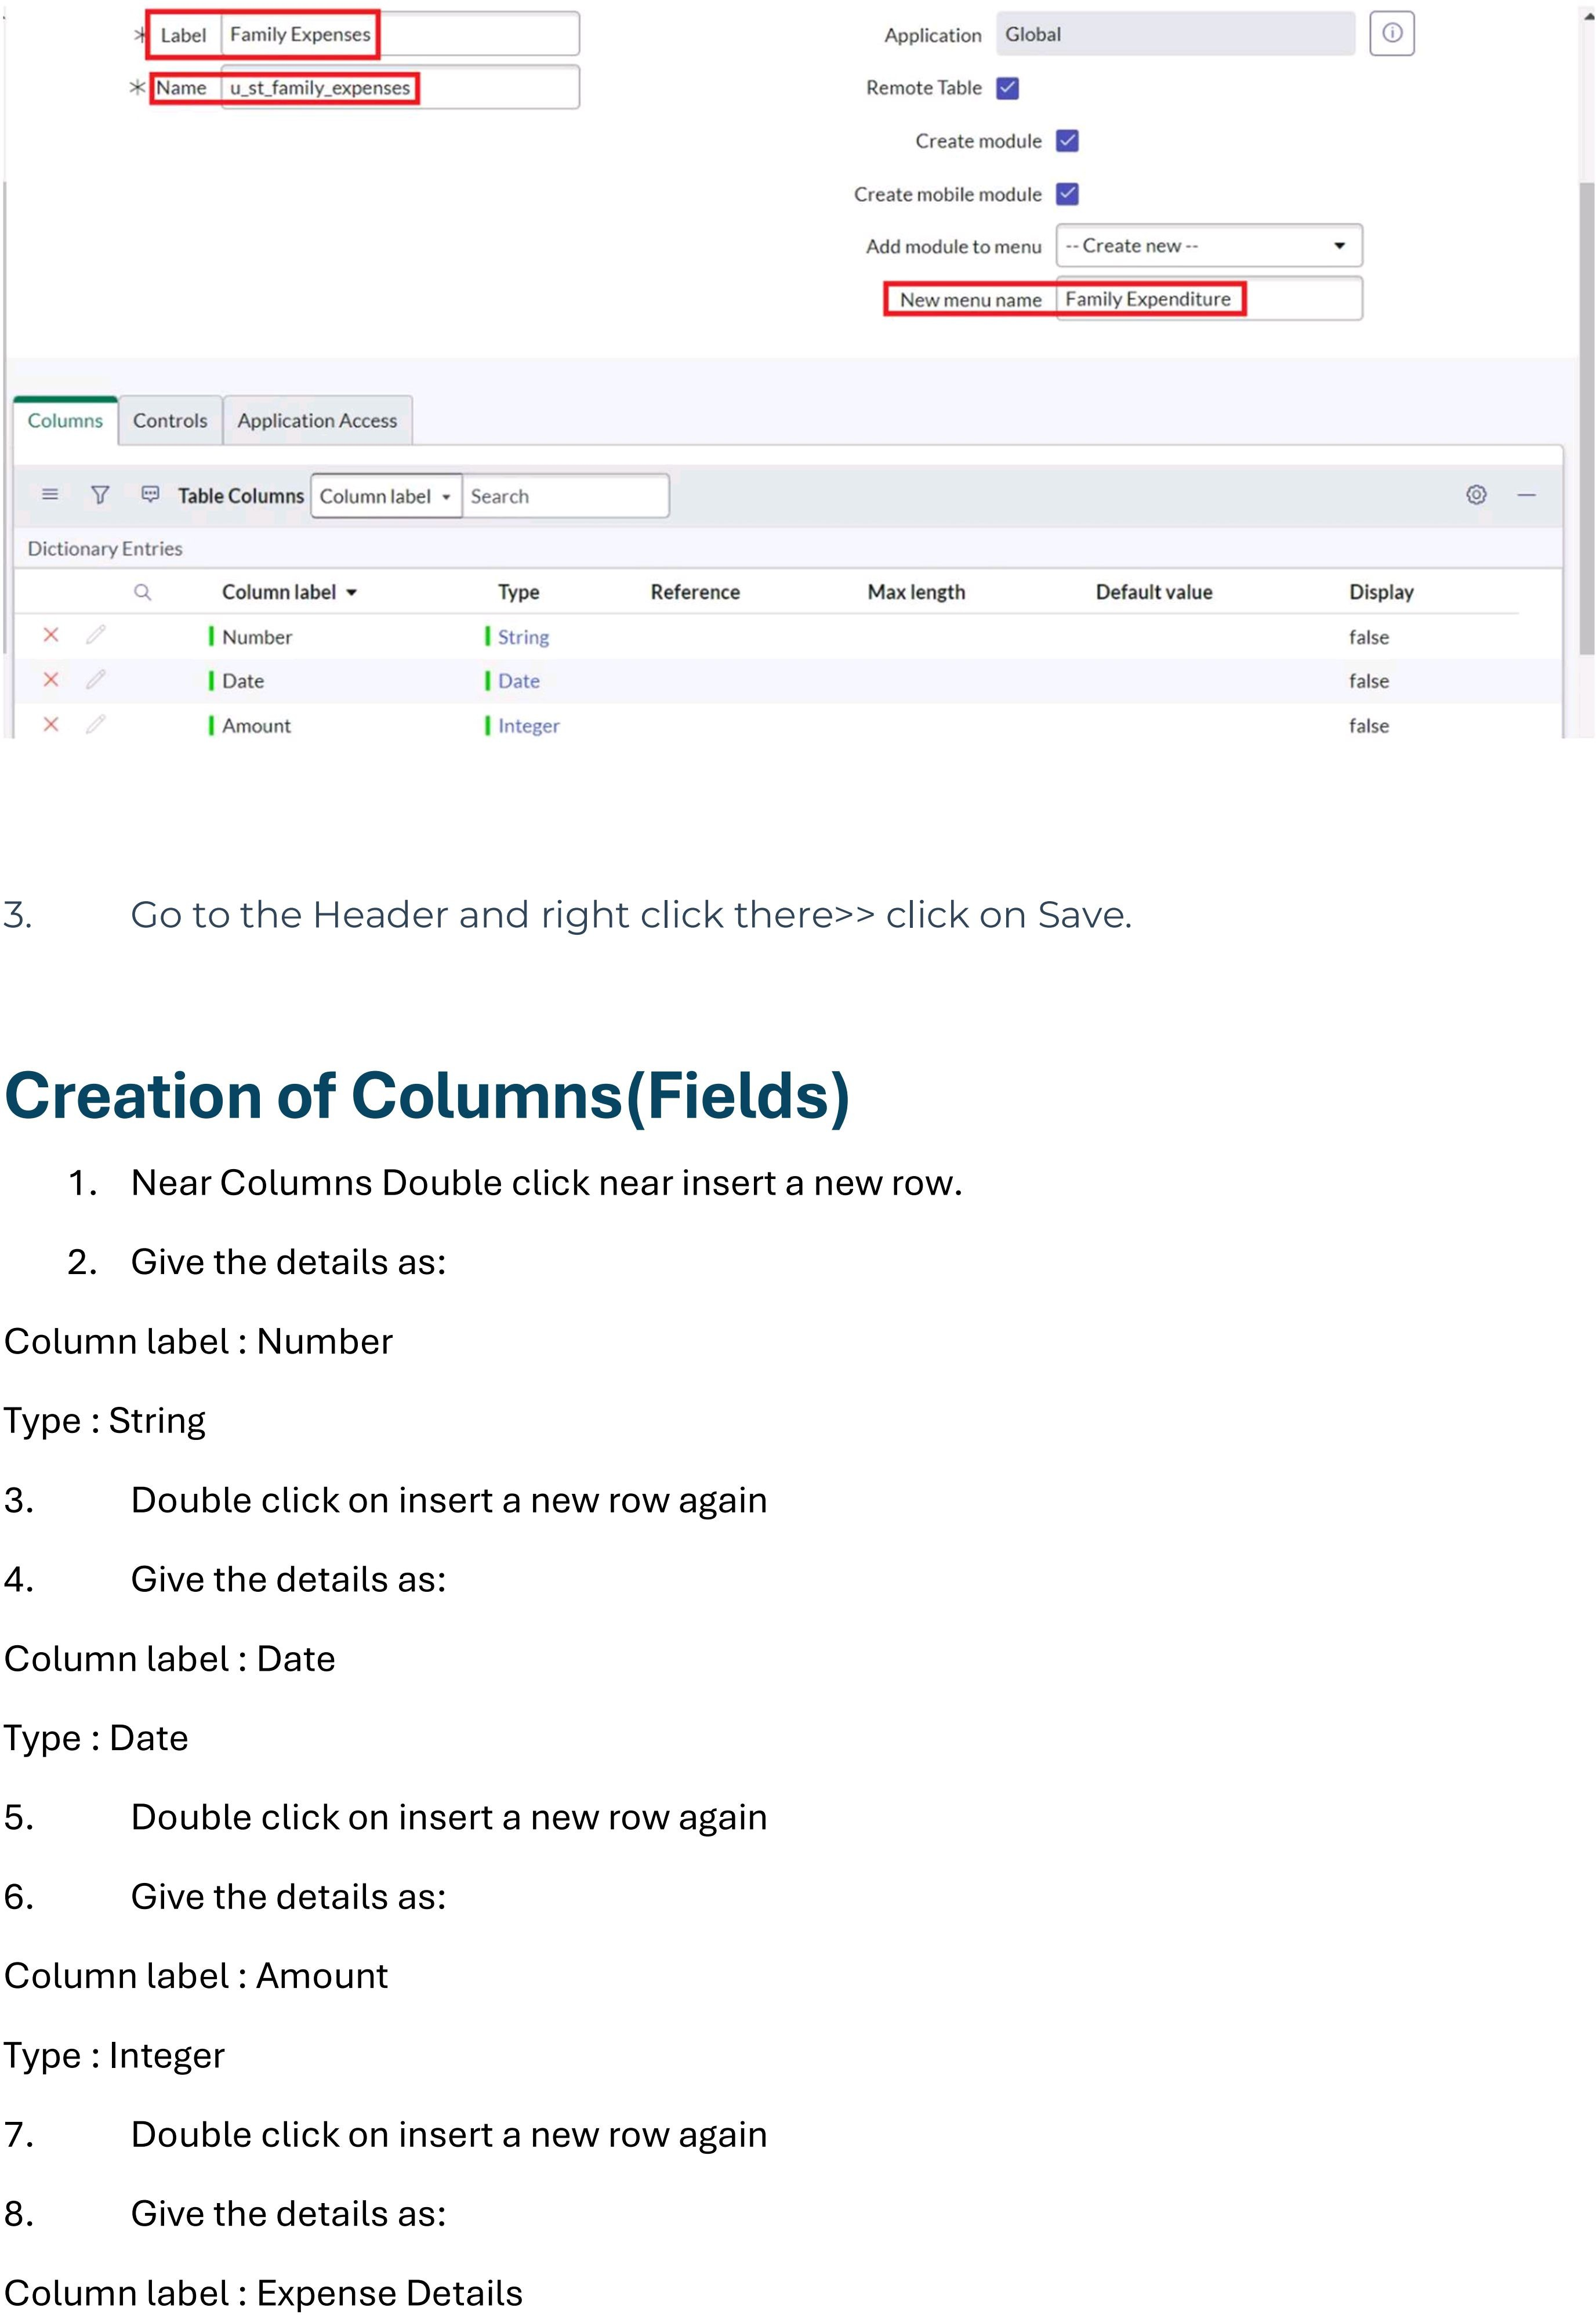 * Label Family Expenses Application Global
* Name u_st_family_expenses Remote Table
Create module
Create mobile module
Add module to menu -- Create new --
New menu name Family Expenditure
Columns Controls Application Access
Table Columns Column label Search
Dictionary Entries
Column label Type Reference Max length Default value Display
Number String false
Date Date false
Amount Integer false
3. Go to the Header and right click there>> click on Save.
Creation of Columns(Fields)
1. Near Columns Double click near insert a new row.
2. Give the details as:
Column label : Number
Type : String
3. Double click on insert a new row again
4. Give the details as:
Column label : Date
Type : Date
5. Double click on insert a new row again
6. Give the details as:
Column label : Amount
Type : Integer
7. Double click on insert a new row again
8. Give the details as:
Column label : Expense Details